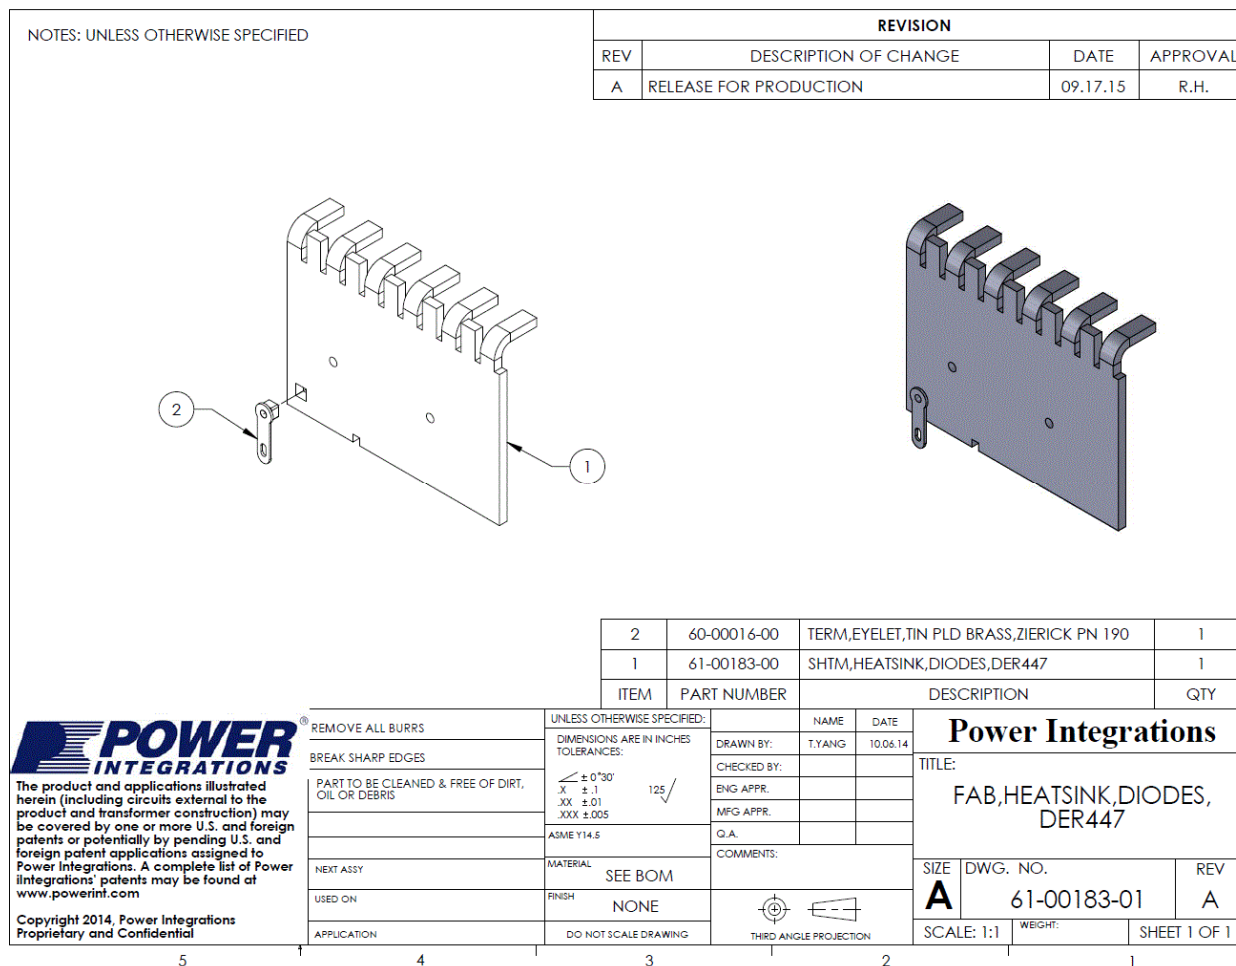 NOTES: UNLESS OTHERWISE SPECIFIED
REVISION
REV DESCRIPTION OF CHANGE DATE APPROVAL
A RELEASE FOR PRODUCTION 09.17.15 R.H.
2
1
2 60-00016-00 TERM,EYELET,TIN PLD BRASS,ZIERICK PN 190 1
1 61-00183-00 SHTM,HEATSINK,DIODES,DER447 1
ITEM PART NUMBER DESCRIPTION QTY
POWER
INTEGRATIONS
®
The product and applications illustrated
herein (including circuits external to the
product and transformer construction) may
be covered by one or more U.S. and foreign
patents or potentially by pending U.S. and
foreign patent applications assigned to
Power Integrations. A complete list of Power
iIntegrations' patents may be found at
www.powerint.com
Copyright 2014, Power Integrations
Proprietary and Confidential
REMOVE ALL BURRS
BREAK SHARP EDGES
PART TO BE CLEANED & FREE OF DIRT,
OIL OR DEBRIS
NEXT ASSY
USED ON
APPLICATION
UNLESS OTHERWISE SPECIFIED:
DIMENSIONS ARE IN INCHES
TOLERANCES:
± 0°30'
.X ± .1 125
.XX ±.01
.XXX ±.005
ASME Y14.5
MATERIAL
SEE BOM
FINISH
NONE
DO NOT SCALE DRAWING
NAME DATE
DRAWN BY: T.YANG 10.06.14
CHECKED BY:
ENG APPR.
MFG APPR.
Q.A.
COMMENTS:
THIRD ANGLE PROJECTION
Power Integrations
TITLE:
FAB,HEATSINK,DIODES,
DER447
SIZE DWG. NO. REV
A 61-00183-01 A
SCALE: 1:1 WEIGHT: SHEET 1 OF 1
5 4 3 2 1